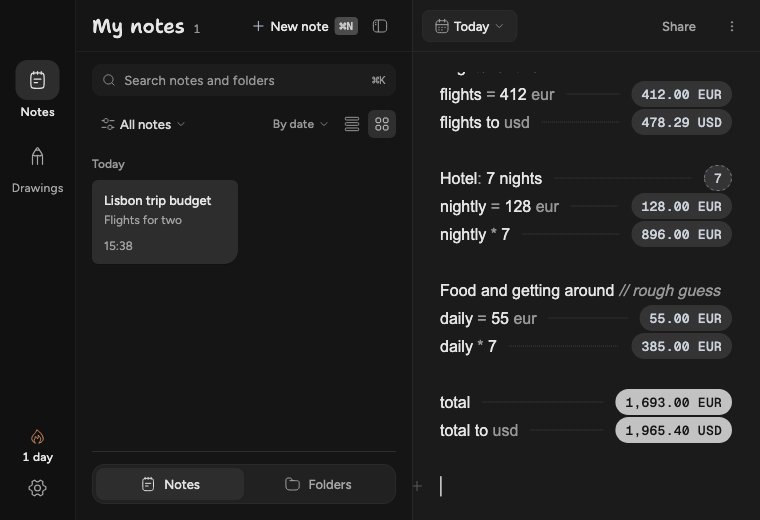 My notes 1
+ New note ⌘N
Search notes and folders ⌘K
All notes
By date
Today
Lisbon trip budget
Flights for two
15:38
Notes
Drawings
1 day
Notes
Folders
Today
Share
flights = 412 eur 412.00 EUR
flights to usd 478.29 USD
Hotel: 7 nights 7
nightly = 128 eur 128.00 EUR
nightly * 7 896.00 EUR
Food and getting around // rough guess
daily = 55 eur 55.00 EUR
daily * 7 385.00 EUR
total 1,693.00 EUR
total to usd 1,965.40 USD